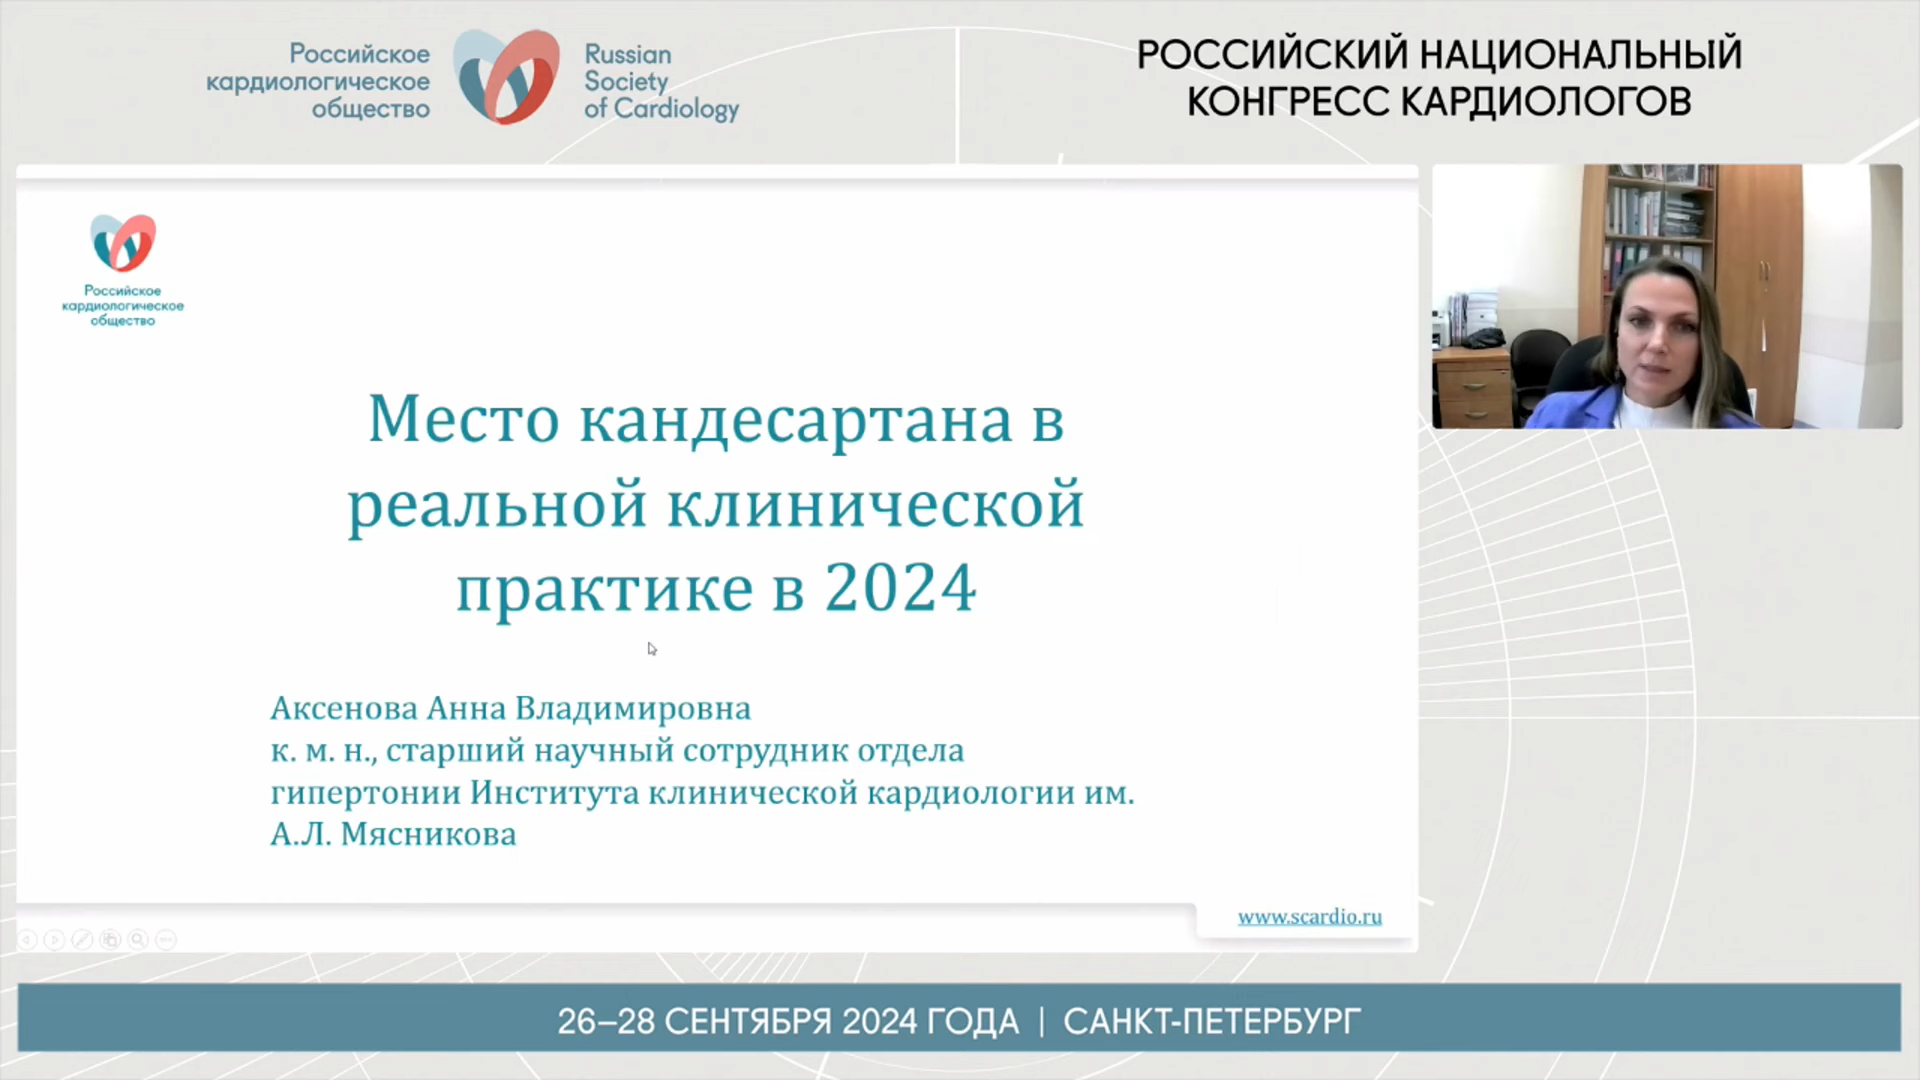 Российское
кардиологическое
общество
Russian
Society
of Cardiology
РОССИЙСКИЙ НАЦИОНАЛЬНЫЙ
КОНГРЕСС КАРДИОЛОГОВ
Российское
кардиологическое
общество
Место кандесартана в
реальной клинической
практике в 2024
Аксенова Анна Владимировна
к. м. н., старший научный сотрудник отдела
гипертонии Института клинической кардиологии им.
А.Л. Мясникова
www.scardio.ru
26–28 СЕНТЯБРЯ 2024 ГОДА | САНКТ-ПЕТЕРБУРГ